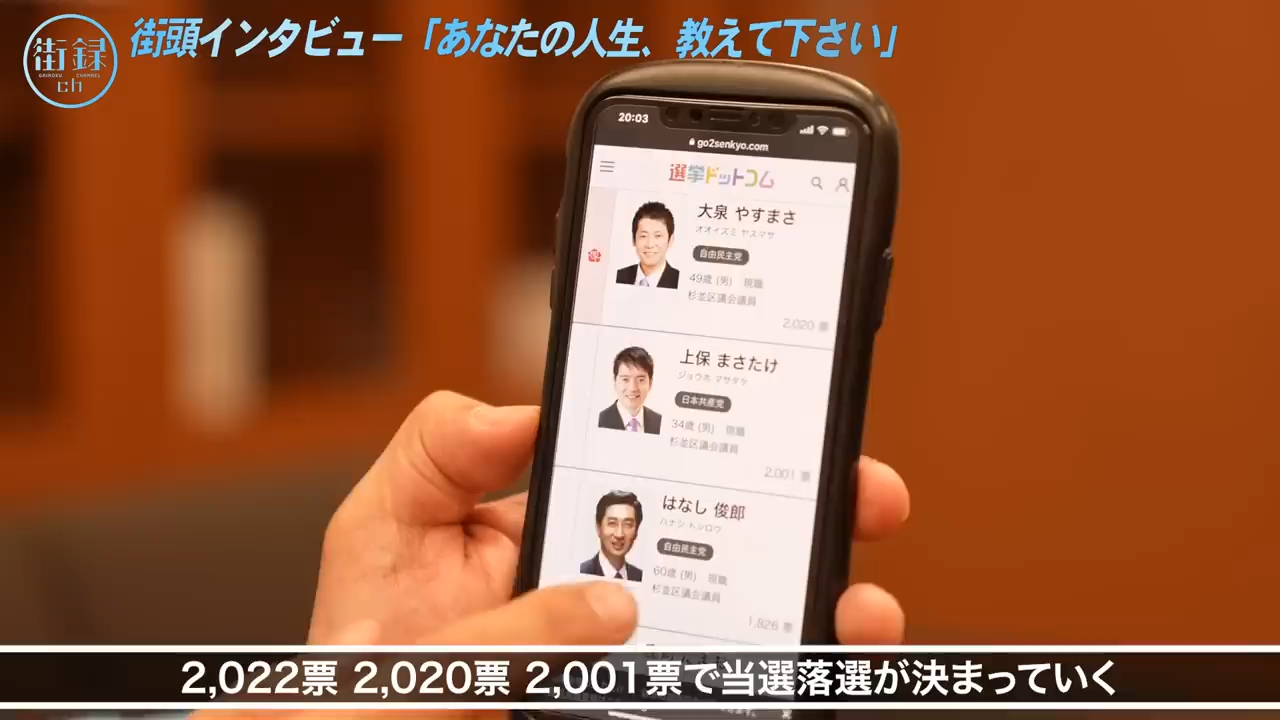 街録
GAIROKU CHANNEL
ch
街頭インタビュー「あなたの人生、教えて下さい」
20:03
go2senkyo.com
選挙ドットコム
大泉 やすまさ
オオイズミ ヤスマサ
自由民主党
49歳 (男) 現職
杉並区議会議員
2,020 票
上保 まさたけ
ジョウホ マサタケ
日本共産党
34歳 (男) 現職
杉並区議会議員
2,001 票
はなし 俊郎
ハナシ トシロウ
自由民主党
60歳 (男) 現職
杉並区議会議員
1,826 票
2,022票 2,020票 2,001票で当選落選が決まっていく